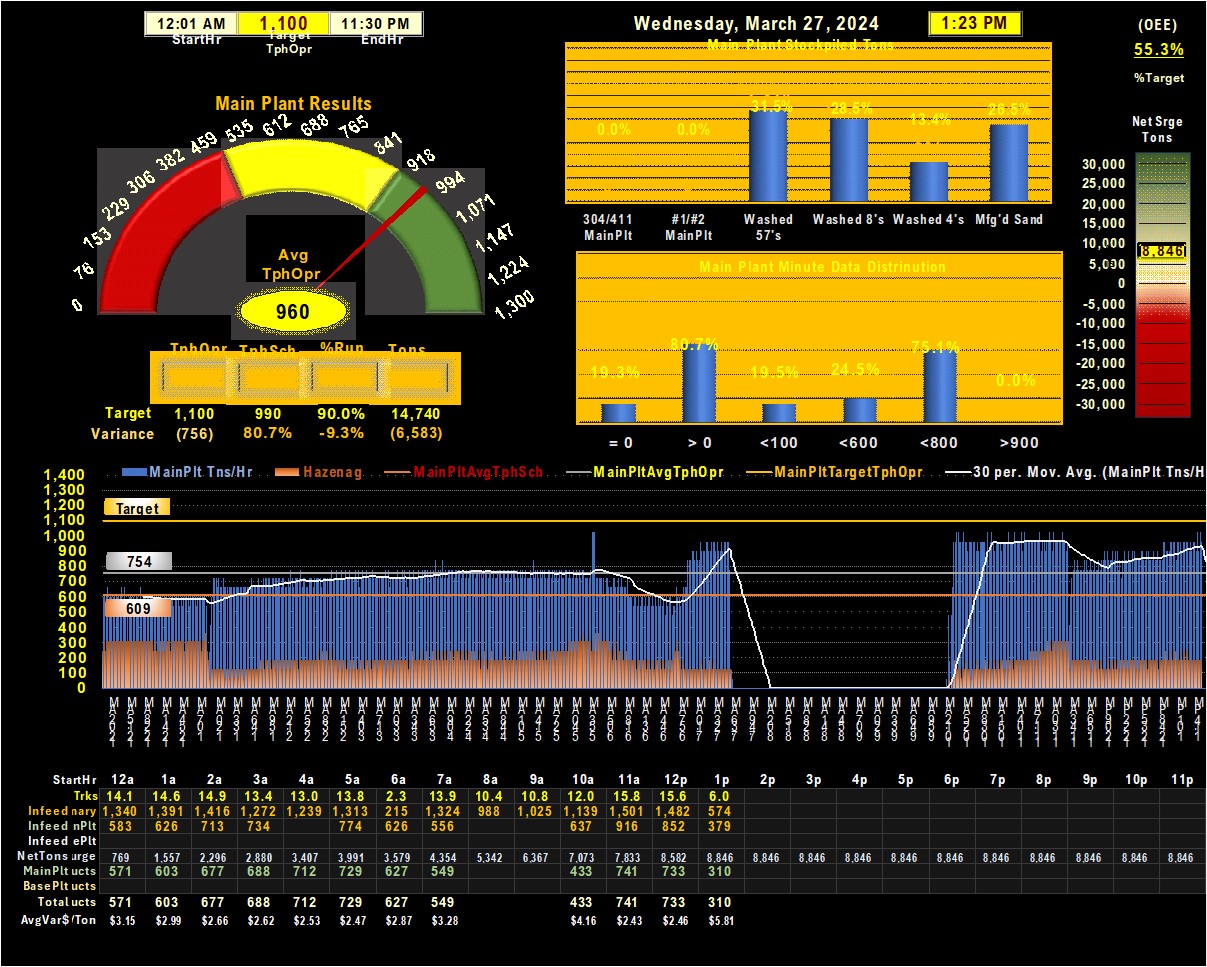 12:01 AM 1,100 11:30 PM
StartHr Target TphOpr EndHr
Wednesday, March 27, 2024 1:23 PM
(OEE)
55.3%
%Target
Main Plant Stockpiled Tons
0.0% 0.0% 31.5% 28.5% 13.4% 26.5%
304/411 MainPlt #1/#2 MainPlt Washed 57's Washed 8's Washed 4's Mfg'd Sand
Main Plant Results
0 76 153 229 306 382 459 535 612 688 765 841 918 994 1,071 1,147 1,224 1,300
Avg
TphOpr
960
Net Srge
Tons
30,000
25,000
20,000
15,000
10,000
8,846
5,000
0
-5,000
-10,000
-15,000
-20,000
-25,000
-30,000
Main Plant Minute Data Distrinution
19.3% 80.7% 19.5% 24.5% 75.1% 0.0%
= 0 > 0 <100 <600 <800 >900
TphOpr TphSch %Run Tons
Target 1,100 990 90.0% 14,740
Variance (756) 80.7% -9.3% (6,583)
MainPlt Tns/Hr Hazemag MainPltAvgTphSch MainPltAvgTphOpr MainPltTargetTphOpr 30 per. Mov. Avg. (MainPlt Tns/H
1,400
1,300
1,200
1,100
1,000
900
800
700
600
500
400
300
200
100
0
Target
754
609
StartHr 12a 1a 2a 3a 4a 5a 6a 7a 8a 9a 10a 11a 12p 1p 2p 3p 4p 5p 6p 7p 8p 9p 10p 11p
Trks 14.1 14.6 14.9 13.4 13.0 13.8 2.3 13.9 10.4 10.8 12.0 15.8 15.6 6.0
Infeed nary 1,340 1,391 1,416 1,272 1,239 1,313 215 1,324 988 1,025 1,139 1,501 1,482 574
Infeed nPlt 583 626 713 734 774 626 556 637 916 852 379
Infeed ePlt
NetTons urge 769 1,557 2,296 2,880 3,407 3,991 3,579 4,354 5,342 6,367 7,073 7,833 8,582 8,846 8,846 8,846 8,846 8,846 8,846 8,846 8,846 8,846 8,846 8,846
MainPlt ucts 571 603 677 688 712 729 627 549 433 741 733 310
BasePlt ucts
Total ucts 571 603 677 688 712 729 627 549 433 741 733 310
AvgVar$/Ton $3.15 $2.99 $2.66 $2.62 $2.53 $2.47 $2.87 $3.28 $4.16 $2.43 $2.46 $5.81